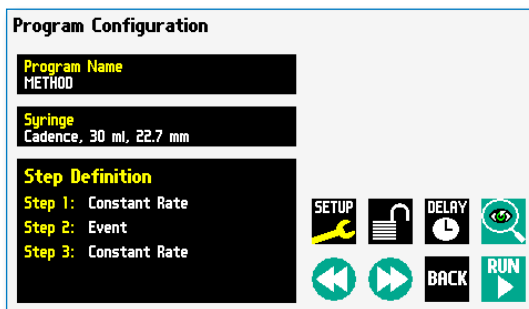 Program Configuration
Program Name
METHOD
Syringe
Cadence, 30 ml, 22.7 mm
Step Definition
Step 1: Constant Rate
Step 2: Event
Step 3: Constant Rate
SETUP
DELAY
BACK
RUN